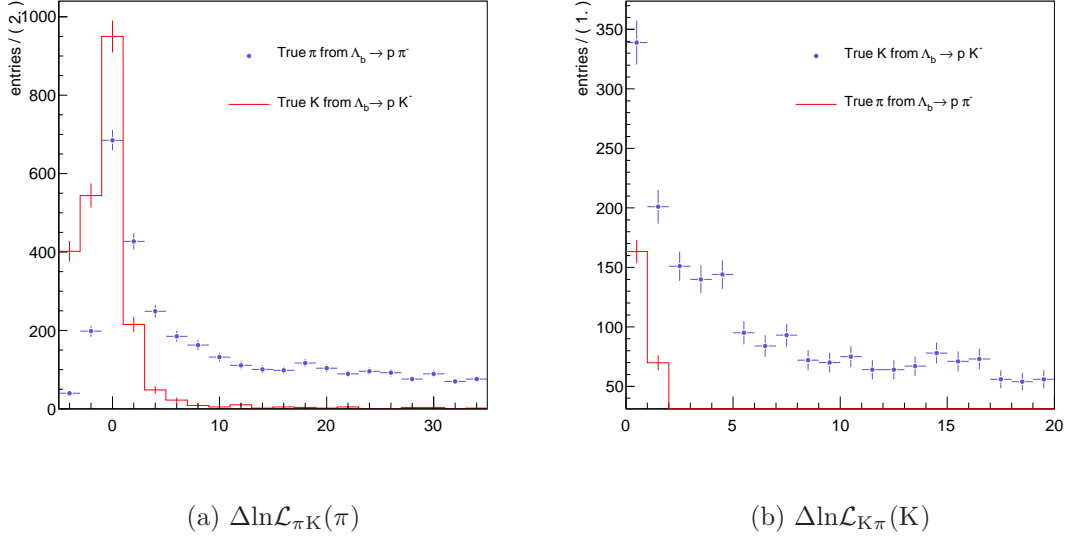 entries / ( 2. )
1000
800
600
400
200
0
0
10
20
30
True π from Λb→ p π-
True K from Λb→ p K-
(a) ΔlnℒπK(π)
entries / ( 1. )
350
300
250
200
150
100
50
0
5
10
15
20
True K from Λb→ p K-
True π from Λb→ p π-
(b) ΔlnℒKπ(K)